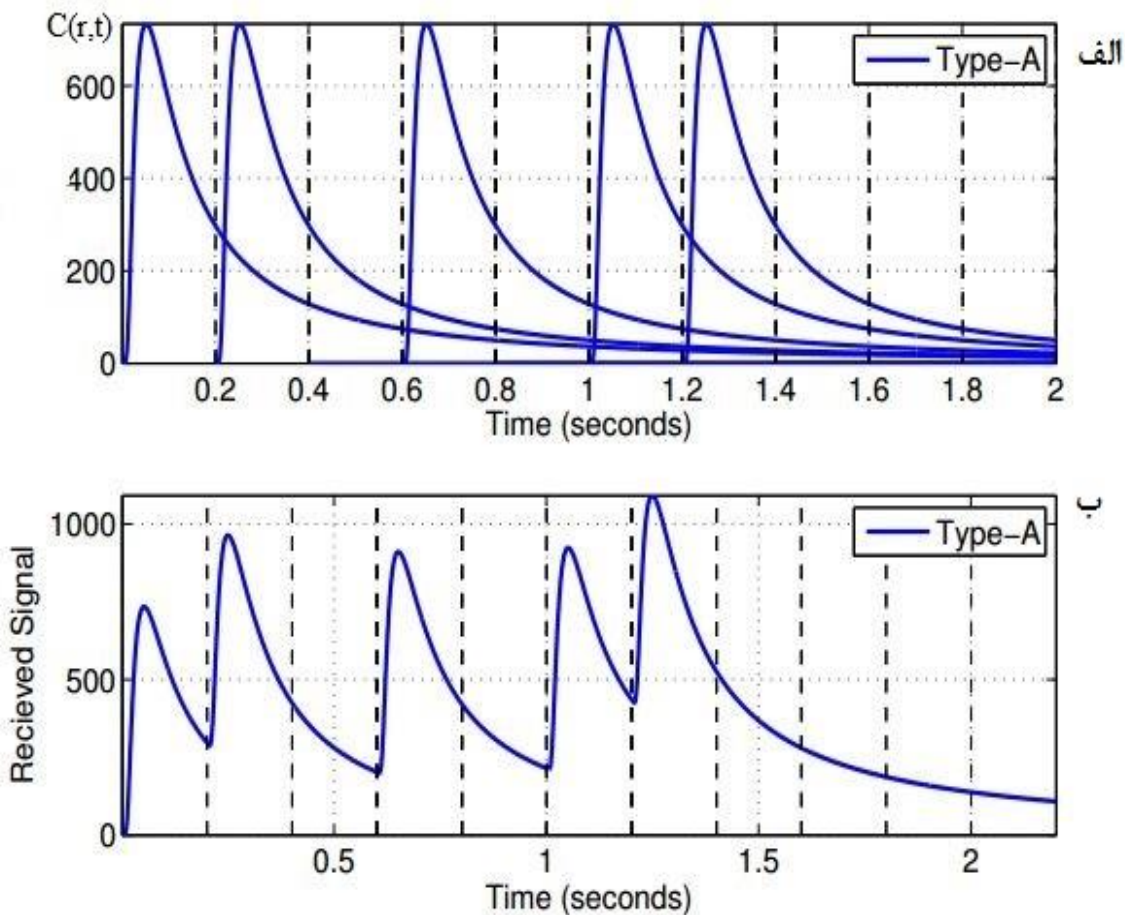 C(r,t)
Type-A
الف
600
400
200
0
0.2 0.4 0.6 0.8 1 1.2 1.4 1.6 1.8 2
Time (seconds)
Type-A
ب
1000
500
0
Recieved Signal
0.5 1 1.5 2
Time (seconds)